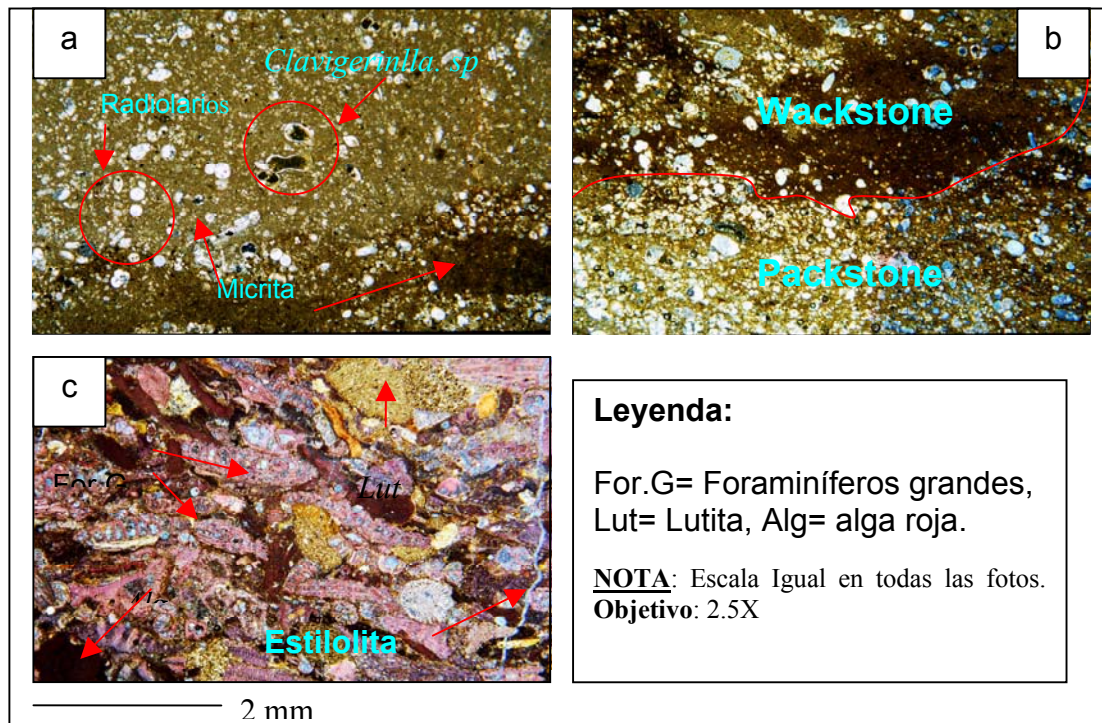 a
Clavigerinlla. sp
Radiolarios
Micrita
b
Wackstone
Packstone
c
For.G
Lut
Estilolita
Leyenda:
For.G= Foraminíferos grandes,
Lut= Lutita, Alg= alga roja.
NOTA: Escala Igual en todas las fotos.
Objetivo: 2.5X
2 mm